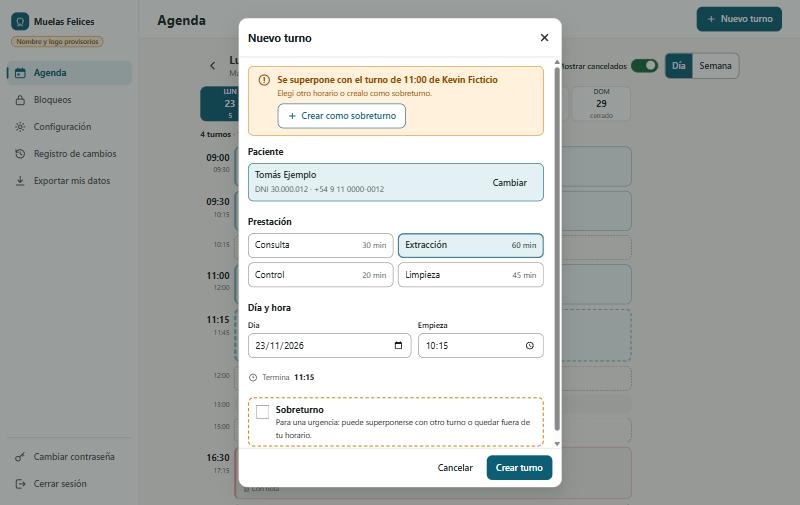 Muelas Felices
Nombre y logo provisorios
Agenda
Bloqueos
Configuración
Registro de cambios
Exportar mis datos
Cambiar contraseña
Cerrar sesión
Agenda
Nuevo turno
Mostrar cancelados
Día
Semana
LUN
23
5
DOM
29
cerrado
4 turnos
09:00
09:30
09:30
10:15
10:15
11:00
12:00
11:15
11:45
12:00
13:00
15:00
16:30
17:15
Nuevo turno
Se superpone con el turno de 11:00 de Kevin Ficticio
Elegí otro horario o crealo como sobreturno.
Crear como sobreturno
Paciente
Tomás Ejemplo
DNI 30.000.012 · +54 9 11 0000-0012
Cambiar
Prestación
Consulta 30 min
Extracción 60 min
Control 20 min
Limpieza 45 min
Día y hora
Día
Empieza
23/11/2026
10:15
Termina 11:15
Sobreturno
Para una urgencia: puede superponerse con otro turno o quedar fuera de
tu horario.
Cancelar
Crear turno